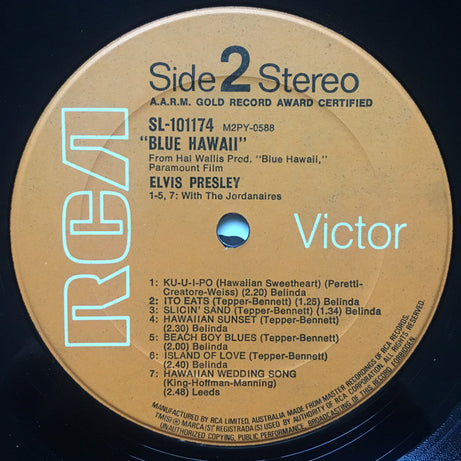 Side 2 Stereo
A.A.R.M. GOLD RECORD AWARD CERTIFIED
SL-101174 M2PY-0588
"BLUE HAWAII"
From Hal Wallis Prod. "Blue Hawaii,"
Paramount Film
ELVIS PRESLEY
1-5, 7: With The Jordanaires
RCA
Victor
1: KU-U-I-PO (Hawaiian Sweetheart) (Peretti-
Creatore-Weiss) (2.20) Belinda
2: ITO EATS (Tepper-Bennett) (1.25) Belinda
3: SLICIN' SAND (Tepper-Bennett) (1.34) Belinda
4: HAWAIIAN SUNSET (Tepper-Bennett)
(2.30) Belinda
5: BEACH BOY BLUES (Tepper-Bennett)
(2.00) Belinda
6: ISLAND OF LOVE (Tepper-Bennett)
(2.40) Belinda
7: HAWAIIAN WEDDING SONG
(King-Hoffman-Manning)
(2.48) Leeds
MANUFACTURED BY RCA LIMITED, AUSTRALIA. MADE FROM MASTER RECORDINGS OF RCA RECORDS.
TM(S) ® MARCA(S) REGISTRADA(S) USED BY AUTHORITY OF RCA CORPORATION. ALL RIGHTS RESERVED.
UNAUTHORIZED COPYING, PUBLIC PERFORMANCE, BROADCASTING OF THIS RECORD FORBIDDEN.